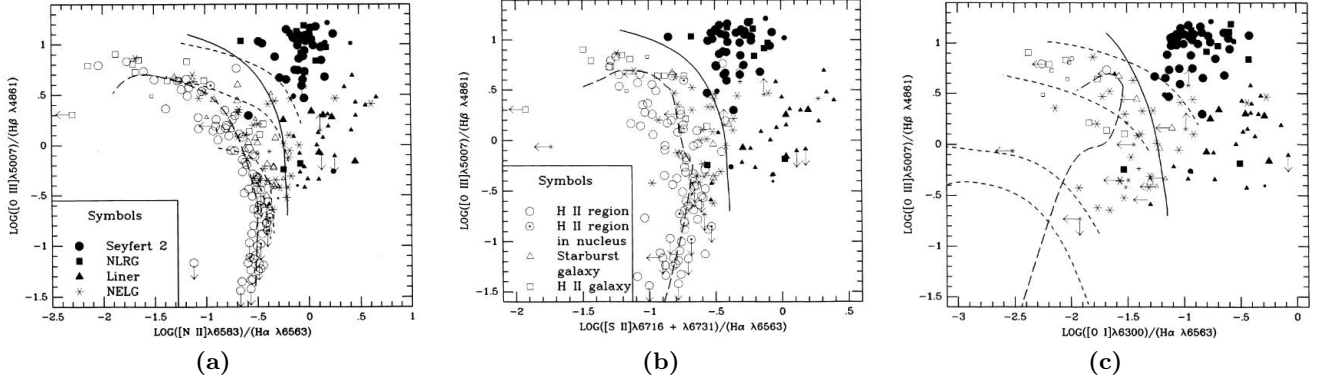 LOG([O III]λ5007)/(Hβ λ4861)
1
.5
0
-.5
-1
-1.5
Symbols
Seyfert 2
NLRG
Liner
NELG
-2.5 -2 -1.5 -1 -.5 0 .5 1
LOG([N II]λ6583)/(Hα λ6563)
(a)
LOG([O III]λ5007)/(Hβ λ4861)
1
.5
0
-.5
-1
-1.5
Symbols
H II region
H II region
in nucleus
Starburst
galaxy
H II galaxy
-2 -1.5 -1 -.5 0 .5
LOG([S II]λ6716 + λ6731)/(Hα λ6563)
(b)
LOG([O III]λ5007)/(Hβ λ4861)
1
.5
0
-.5
-1
-1.5
-3 -2.5 -2 -1.5 -1 -.5 0
LOG([O I]λ6300)/(Hα λ6563)
(c)